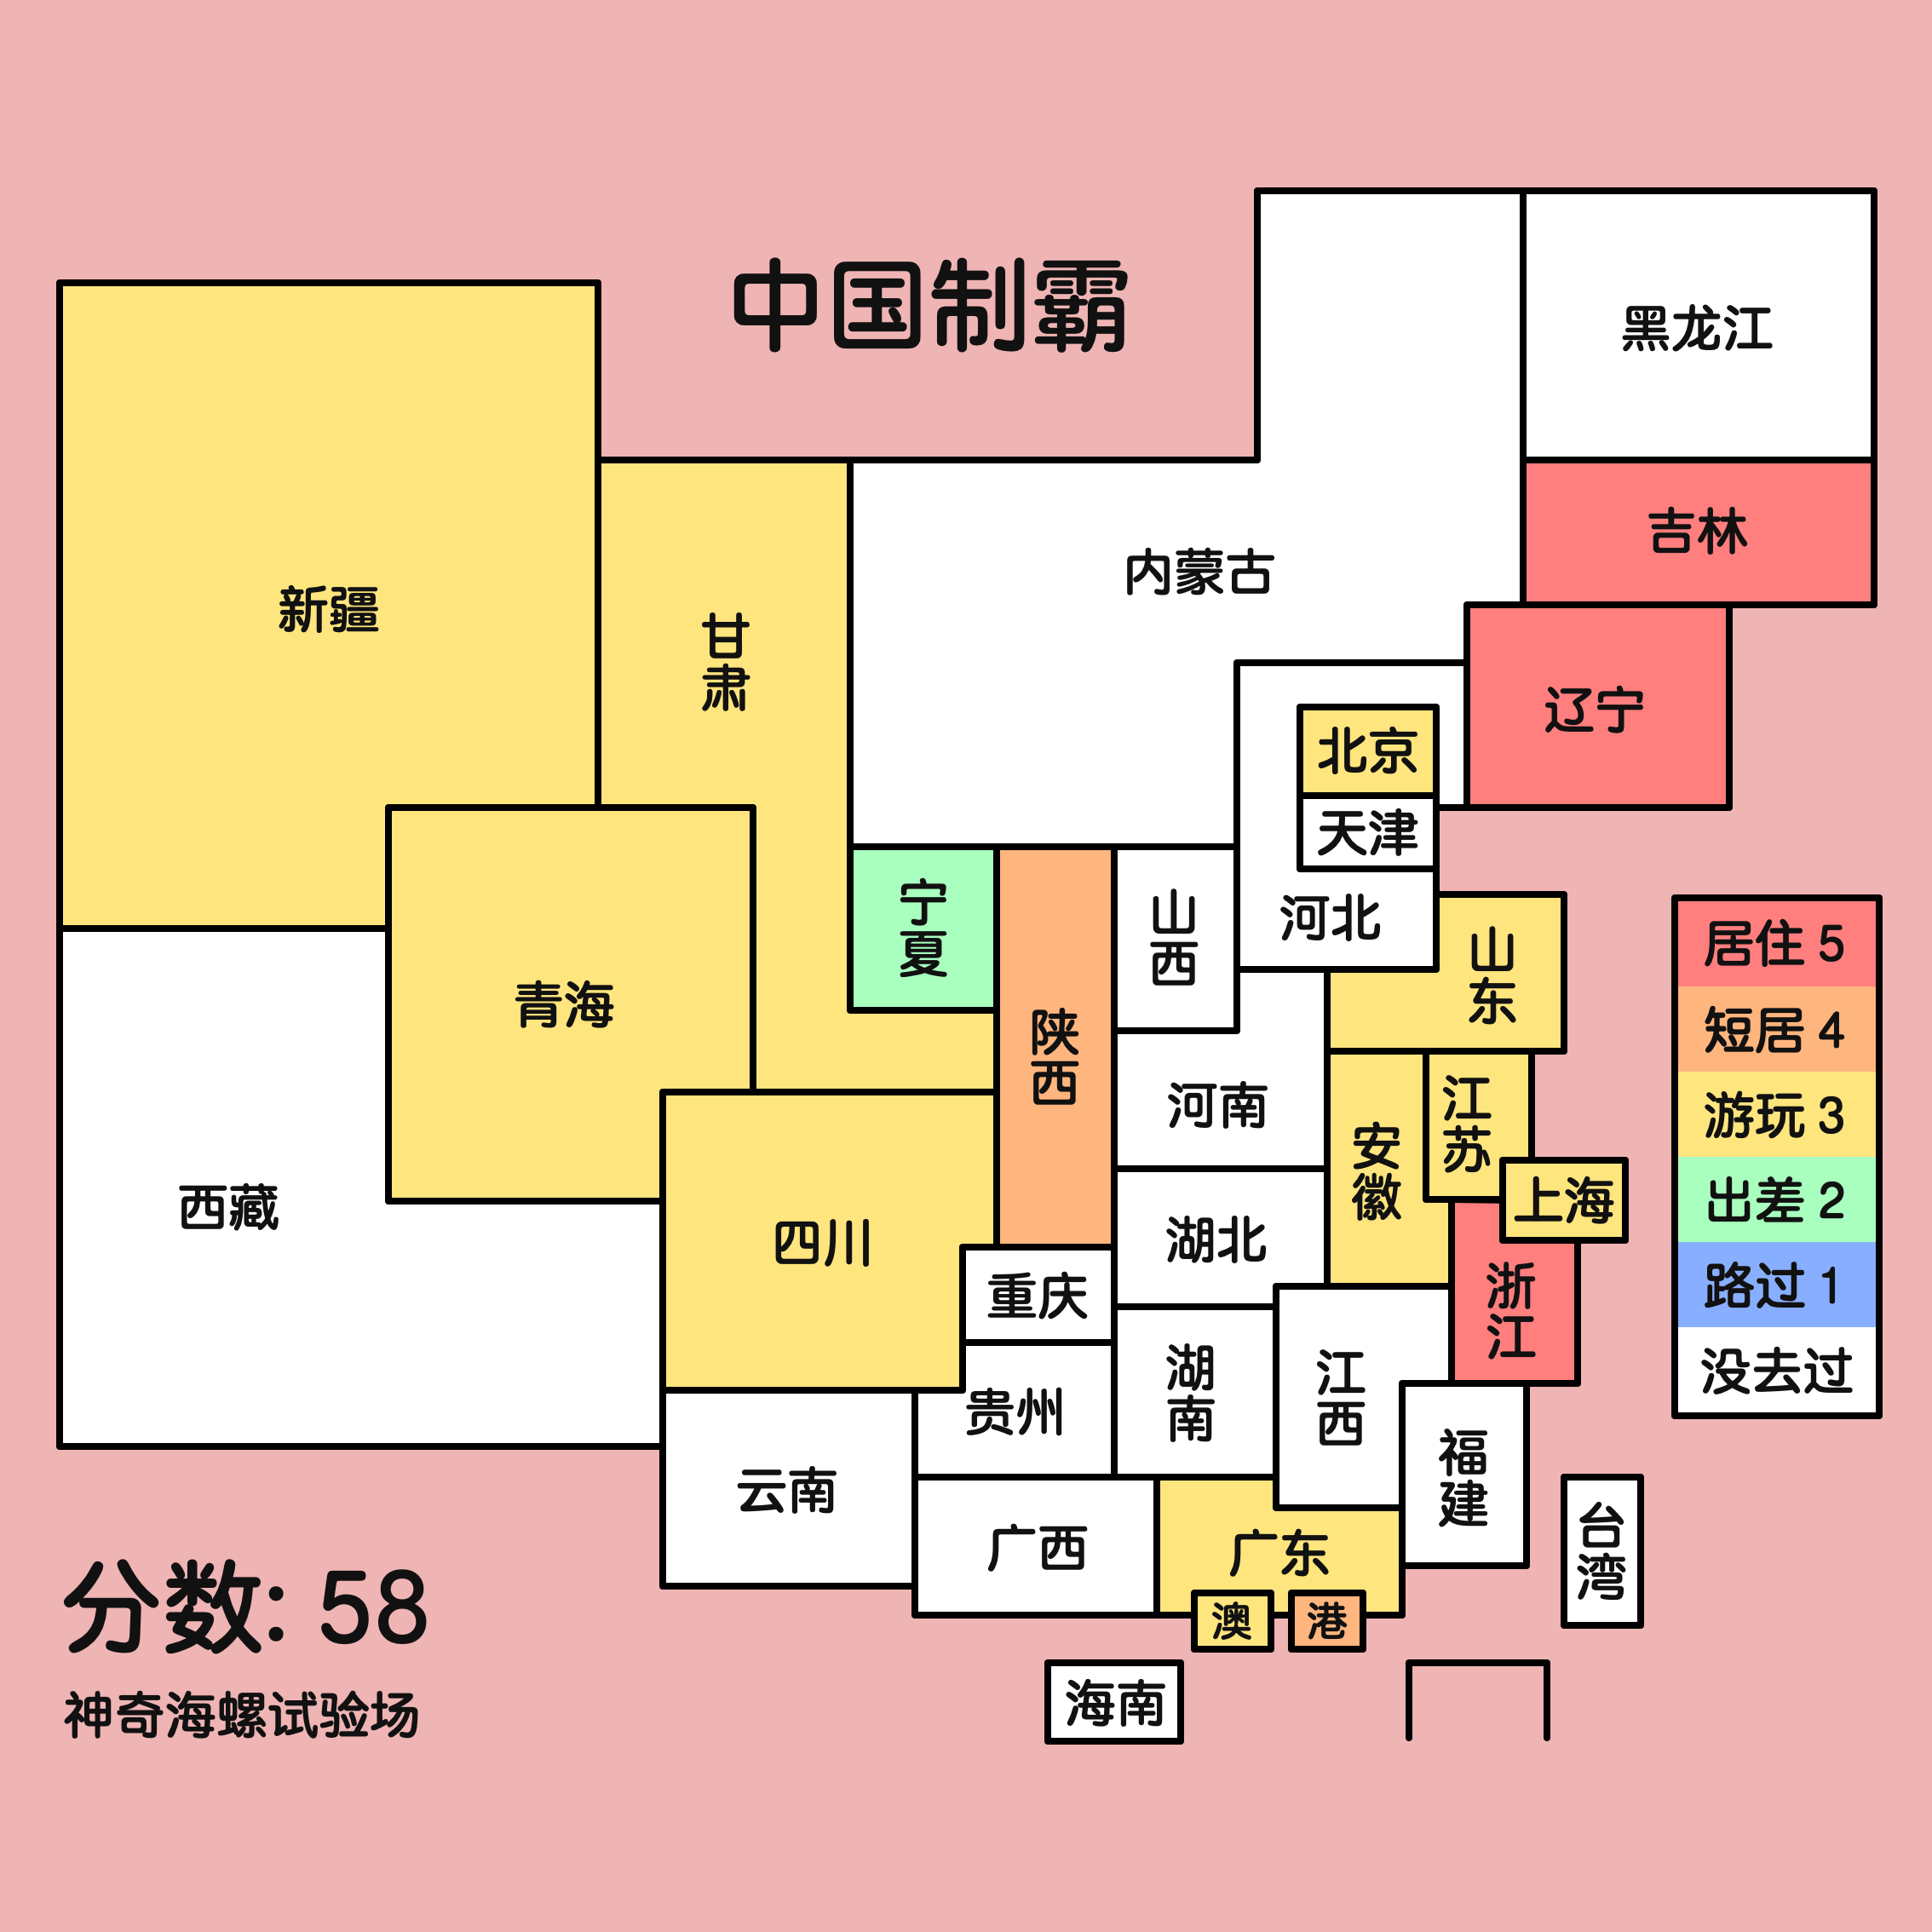 中国制霸
黑龙江
吉林
内蒙古
新疆
甘肃
辽宁
北京
天津
宁夏
山西
河北
山东
青海
陕西
河南
安徽
江苏
上海
西藏
四川
湖北
浙江
重庆
湖南
江西
贵州
福建
云南
广西
广东
台湾
澳
港
海南
居住 5
短居 4
游玩 3
出差 2
路过 1
没去过
分数: 58
神奇海螺试验场